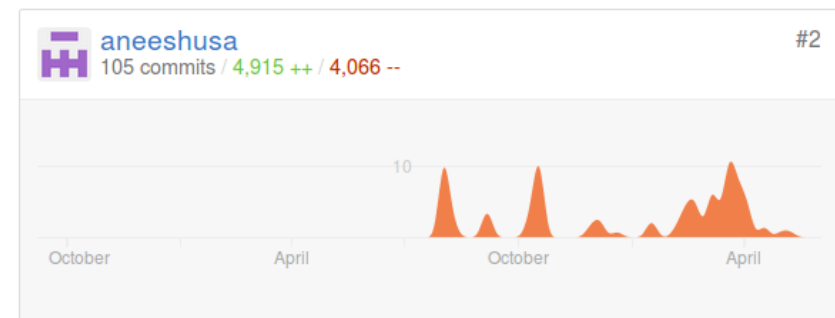 aneeshusa #2
105 commits / 4,915 ++ / 4,066 --
10
October April October April